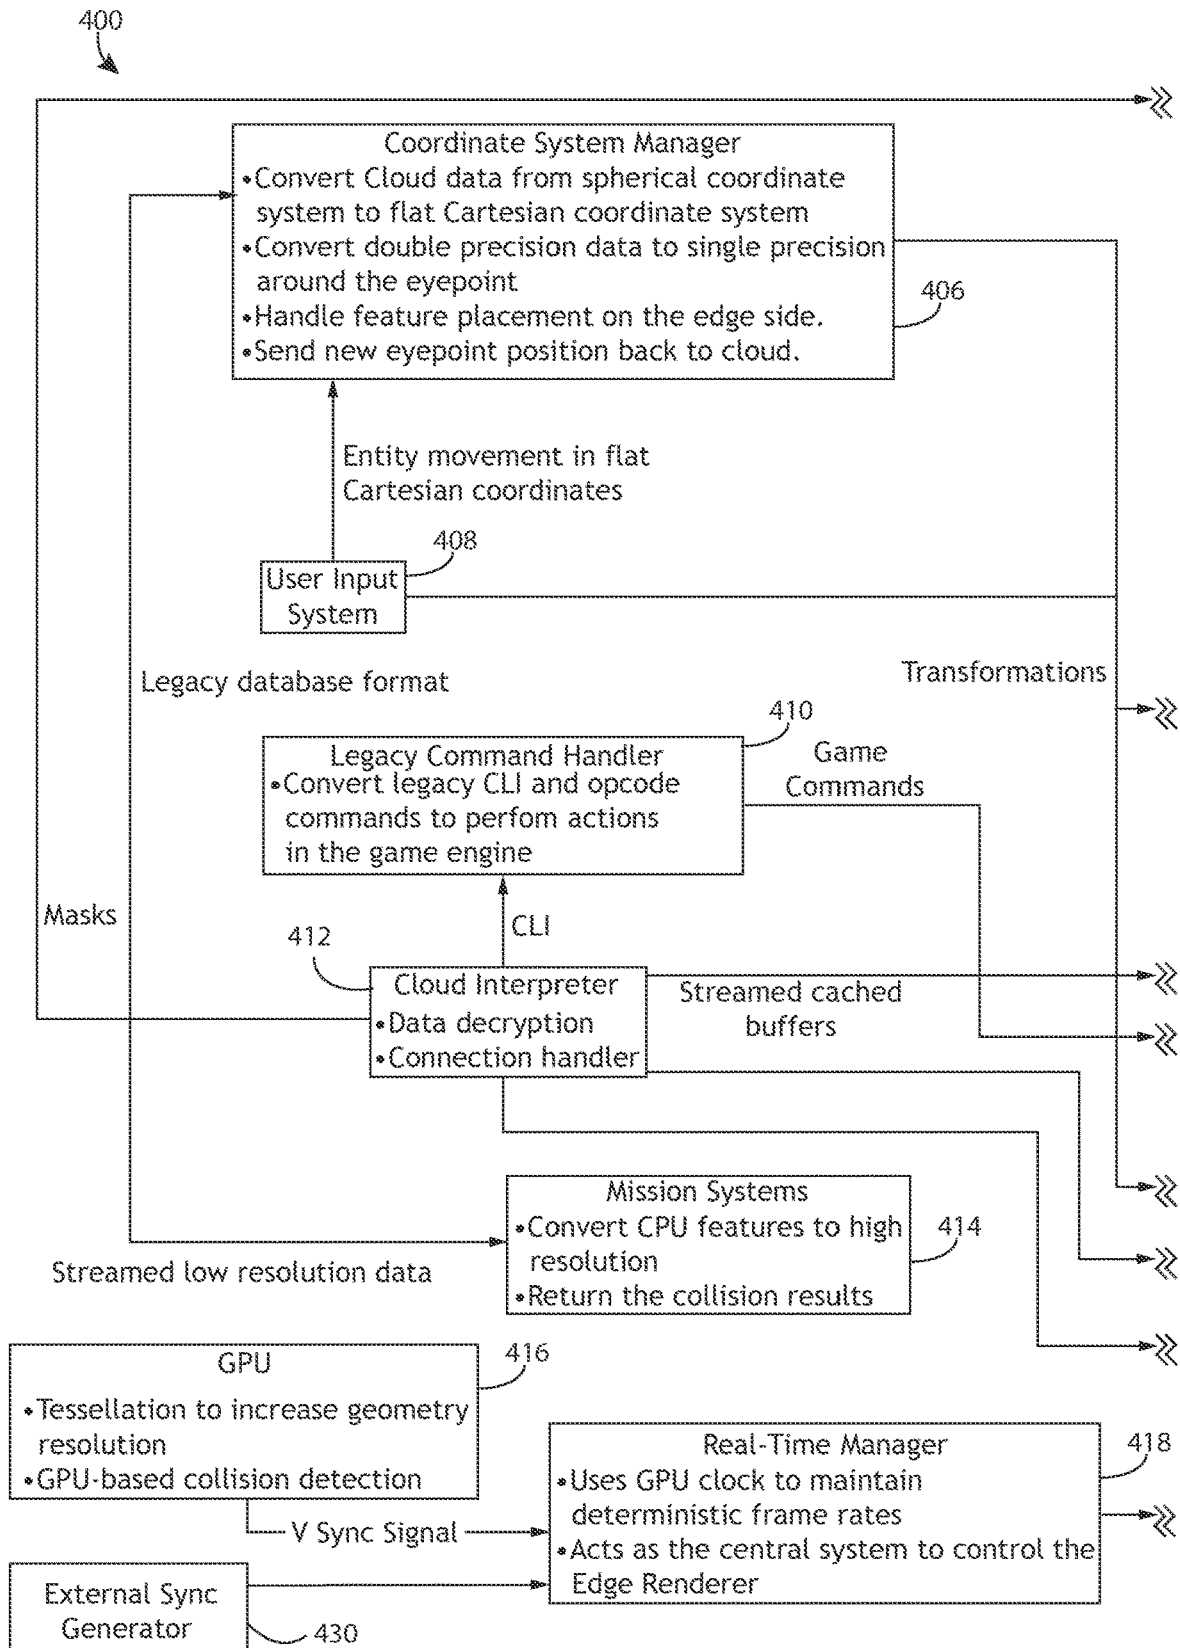 400
Coordinate System Manager
•Convert Cloud data from spherical coordinate
system to flat Cartesian coordinate system
•Convert double precision data to single precision
around the eyepoint
•Handle feature placement on the edge side.
•Send new eyepoint position back to cloud.
406
Entity movement in flat
Cartesian coordinates
408
User Input
System
Legacy database format
Transformations
410
Legacy Command Handler
•Convert legacy CLI and opcode
commands to perfom actions
in the game engine
Game
Commands
Masks
CLI
412
Cloud Interpreter
•Data decryption
•Connection handler
Streamed cached
buffers
Mission Systems
•Convert CPU features to high
resolution
•Return the collision results
414
Streamed low resolution data
GPU
•Tessellation to increase geometry
resolution
•GPU-based collision detection
416
V Sync Signal
Real-Time Manager
•Uses GPU clock to maintain
deterministic frame rates
•Acts as the central system to control the
Edge Renderer
418
External Sync
Generator
430